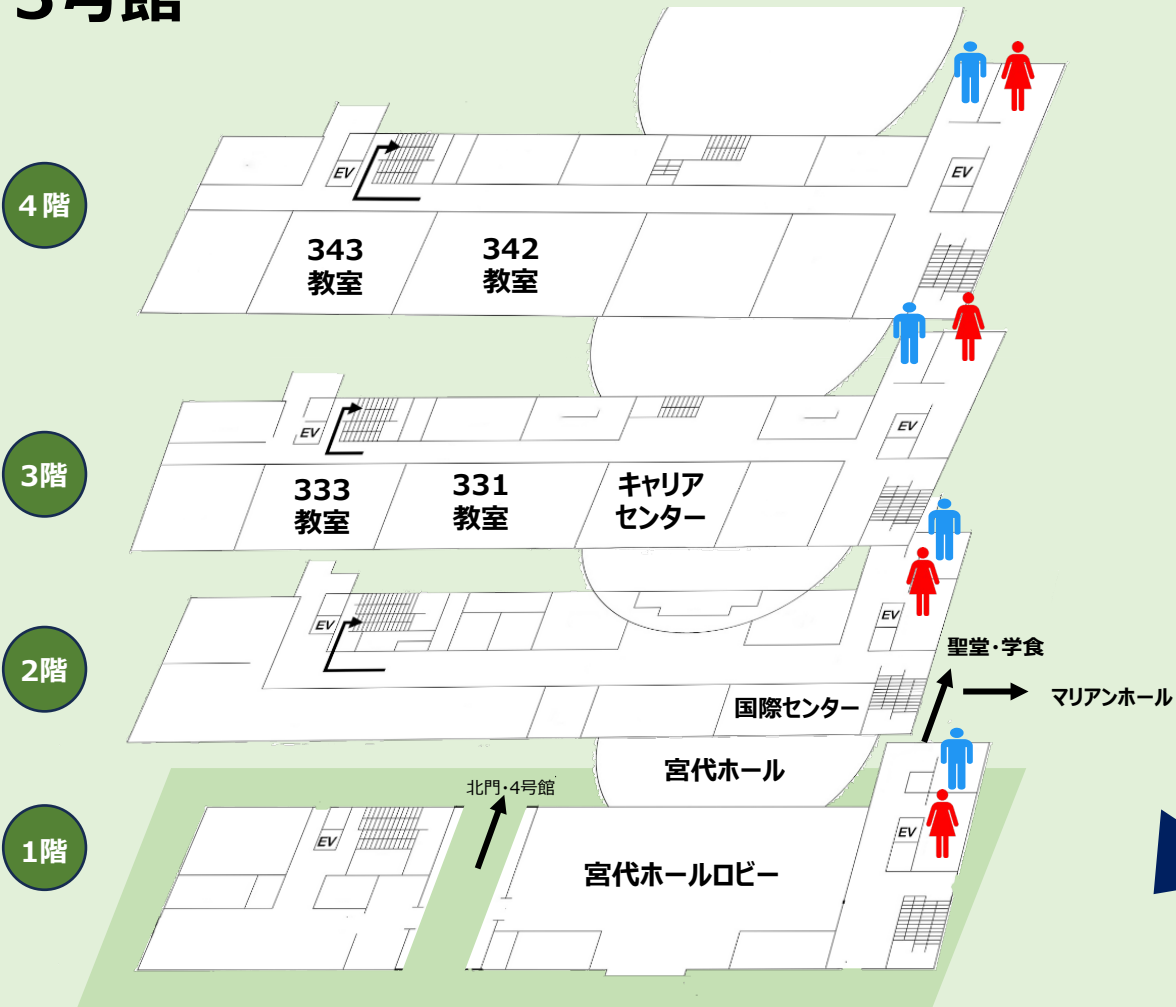 3号館
4階
EV
EV
343
教室
342
教室
3階
EV
EV
333
教室
331
教室
キャリア
センター
2階
EV
EV
国際センター
聖堂・学食
マリアンホール
宮代ホール
1階
北門・4号館
EV
EV
宮代ホールロビー